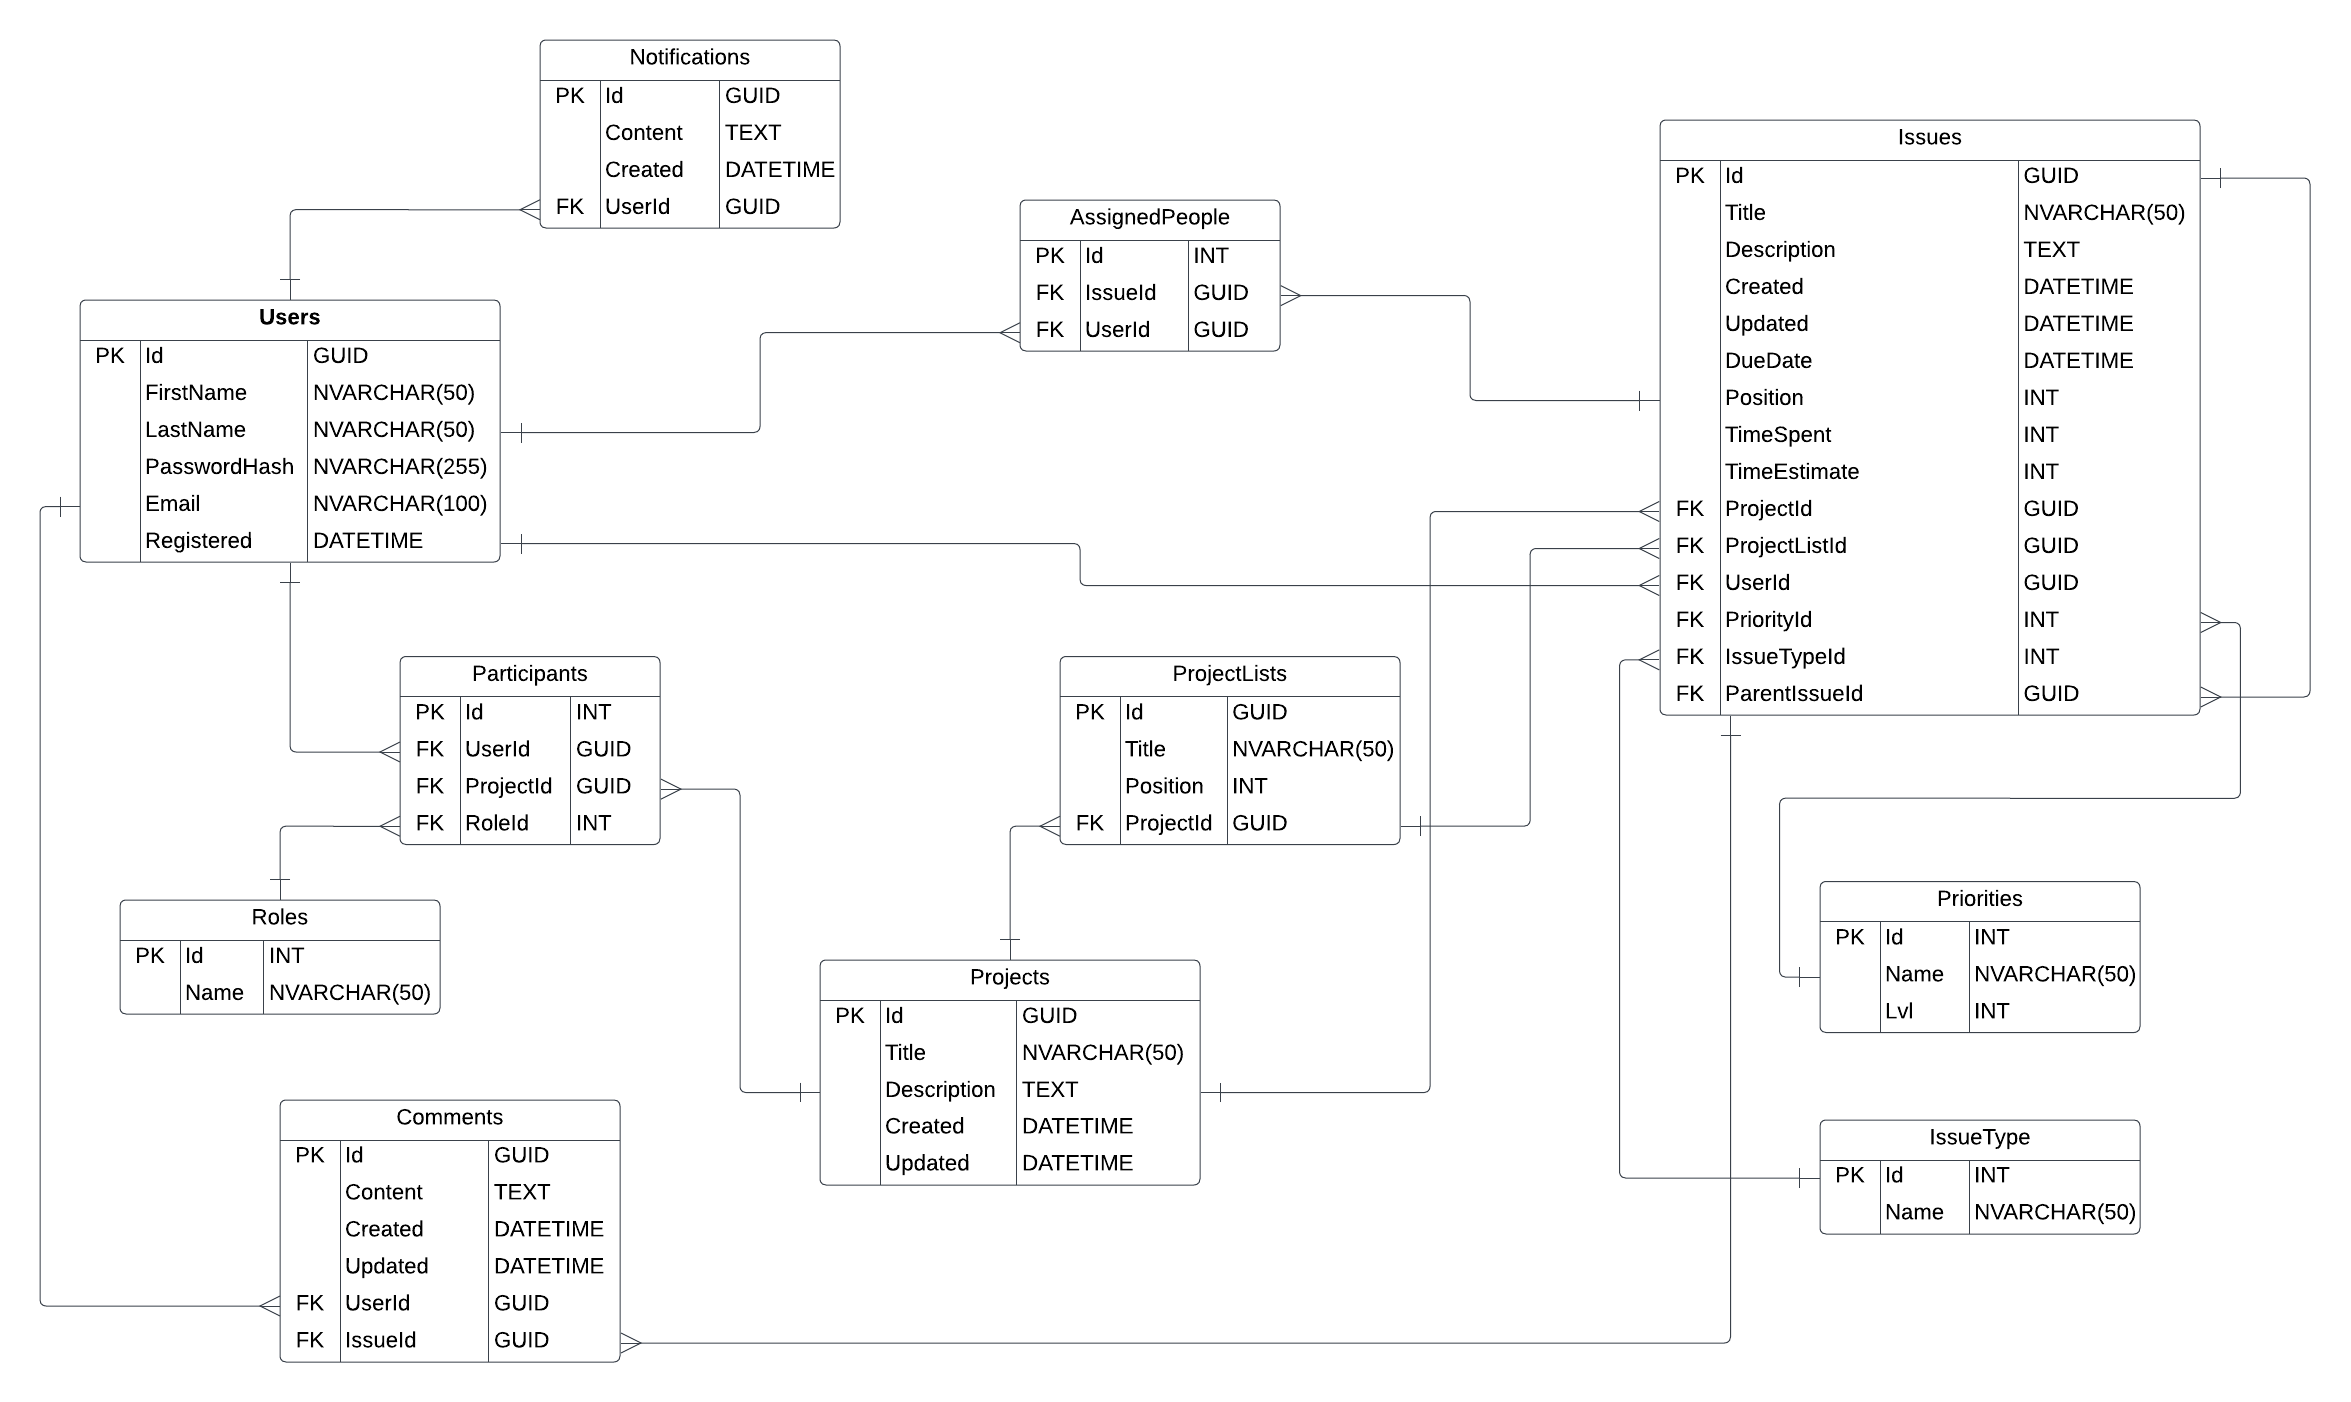 Notifications
PK Id GUID
Content TEXT
Created DATETIME
FK UserId GUID
Issues
PK Id GUID
Title NVARCHAR(50)
Description TEXT
Created DATETIME
Updated DATETIME
DueDate DATETIME
Position INT
TimeSpent INT
TimeEstimate INT
FK ProjectId GUID
FK ProjectListId GUID
FK UserId GUID
FK PriorityId INT
FK IssueTypeId INT
FK ParentIssueId GUID
AssignedPeople
PK Id INT
FK IssueId GUID
FK UserId GUID
Users
PK Id GUID
FirstName NVARCHAR(50)
LastName NVARCHAR(50)
PasswordHash NVARCHAR(255)
Email NVARCHAR(100)
Registered DATETIME
Participants
PK Id INT
FK UserId GUID
FK ProjectId GUID
FK RoleId INT
ProjectLists
PK Id GUID
Title NVARCHAR(50)
Position INT
FK ProjectId GUID
Roles
PK Id INT
Name NVARCHAR(50)
Projects
PK Id GUID
Title NVARCHAR(50)
Description TEXT
Created DATETIME
Updated DATETIME
Priorities
PK Id INT
Name NVARCHAR(50)
Lvl INT
Comments
PK Id GUID
Content TEXT
Created DATETIME
Updated DATETIME
FK UserId GUID
FK IssueId GUID
IssueType
PK Id INT
Name NVARCHAR(50)